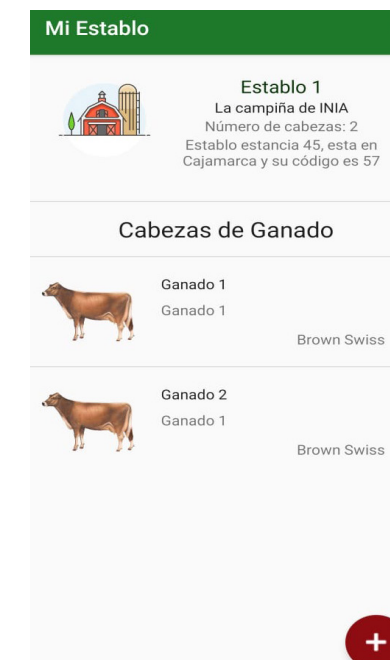 Mi Establo
Establo 1
La campiña de INIA
Número de cabezas: 2
Establo estancia 45, esta en
Cajamarca y su código es 57
Cabezas de Ganado
Ganado 1
Ganado 1
Brown Swiss
Ganado 2
Ganado 1
Brown Swiss
+